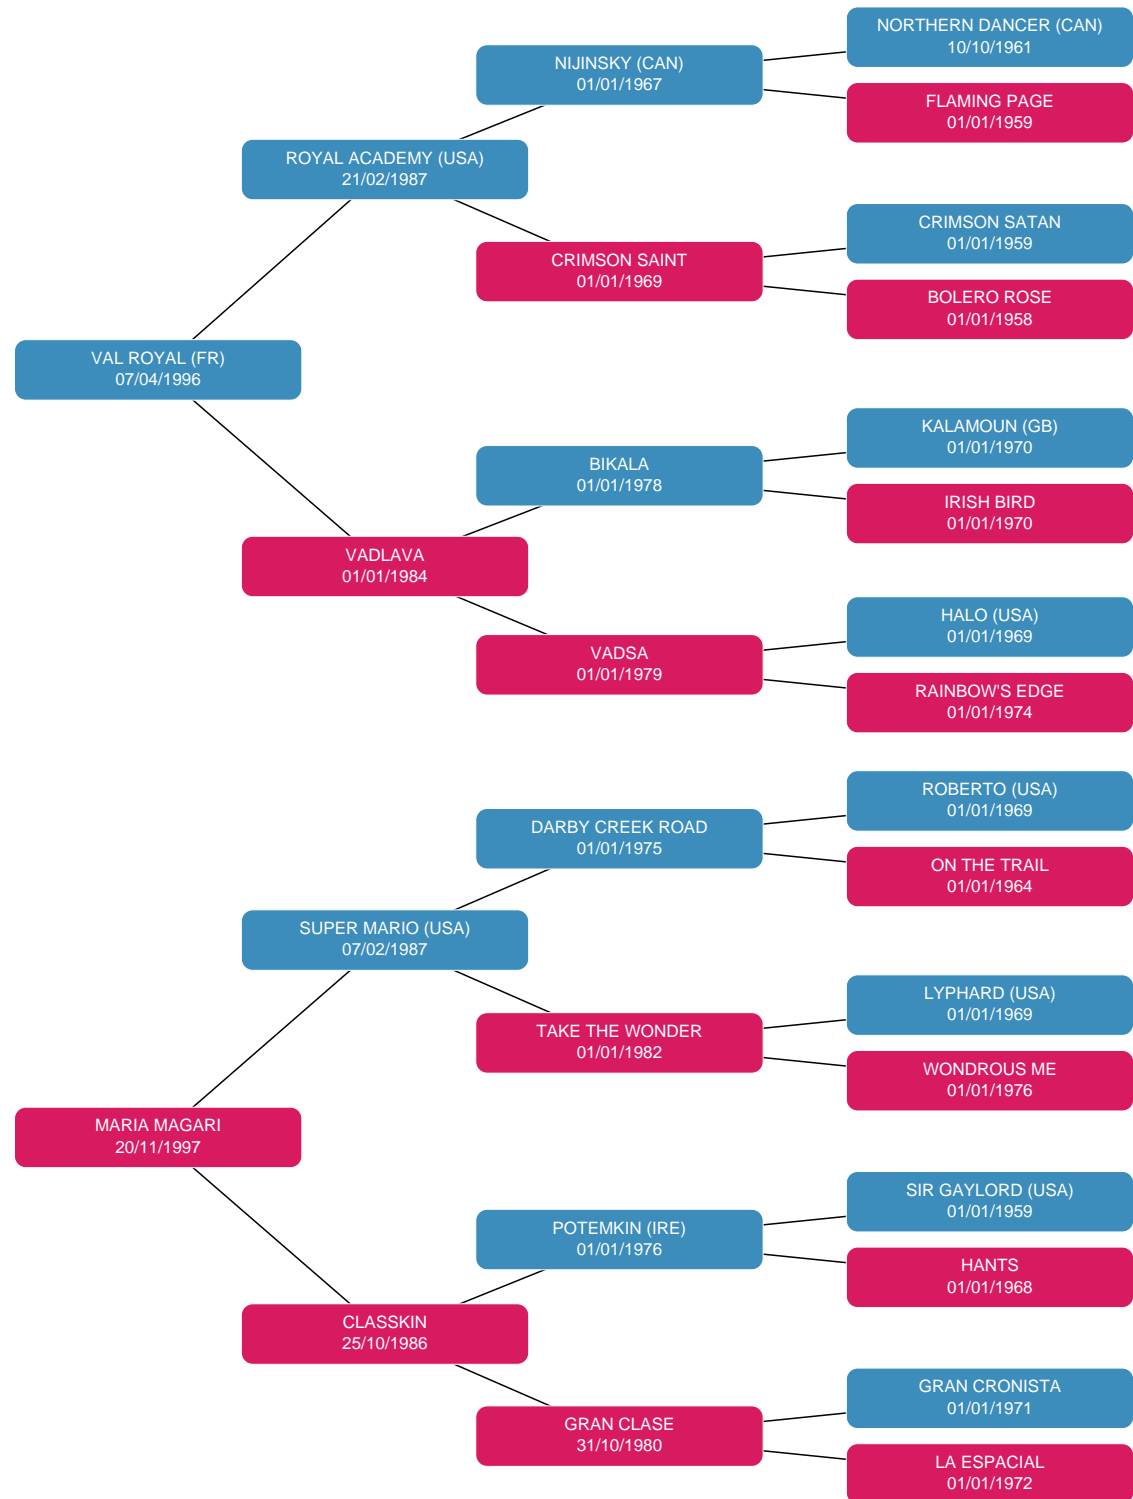 NORTHERN DANCER (CAN)
10/10/1961
NIJINSKY (CAN)
01/01/1967
FLAMING PAGE
01/01/1959
ROYAL ACADEMY (USA)
21/02/1987
CRIMSON SATAN
01/01/1959
CRIMSON SAINT
01/01/1969
BOLERO ROSE
01/01/1958
VAL ROYAL (FR)
07/04/1996
KALAMOUN (GB)
01/01/1970
BIKALA
01/01/1978
IRISH BIRD
01/01/1970
VADLAVA
01/01/1984
HALO (USA)
01/01/1969
VADSA
01/01/1979
RAINBOW'S EDGE
01/01/1974
ROBERTO (USA)
01/01/1969
DARBY CREEK ROAD
01/01/1975
ON THE TRAIL
01/01/1964
SUPER MARIO (USA)
07/02/1987
LYPHARD (USA)
01/01/1969
TAKE THE WONDER
01/01/1982
WONDROUS ME
01/01/1976
MARIA MAGARI
20/11/1997
SIR GAYLORD (USA)
01/01/1959
POTEMKIN (IRE)
01/01/1976
HANTS
01/01/1968
CLASSKIN
25/10/1986
GRAN CRONISTA
01/01/1971
GRAN CLASE
31/10/1980
LA ESPACIAL
01/01/1972